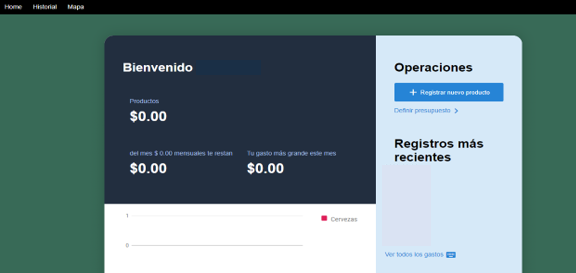 Home Historial Mapa
Bienvenido
Productos
$0.00
del mes $ 0.00 mensuales te restan
$0.00
Tu gasto más grande este mes
$0.00
1
0
Cervezas
Operaciones
+ Registrar nuevo producto
Definir presupuesto >
Registros más
recientes
Ver todos los gastos